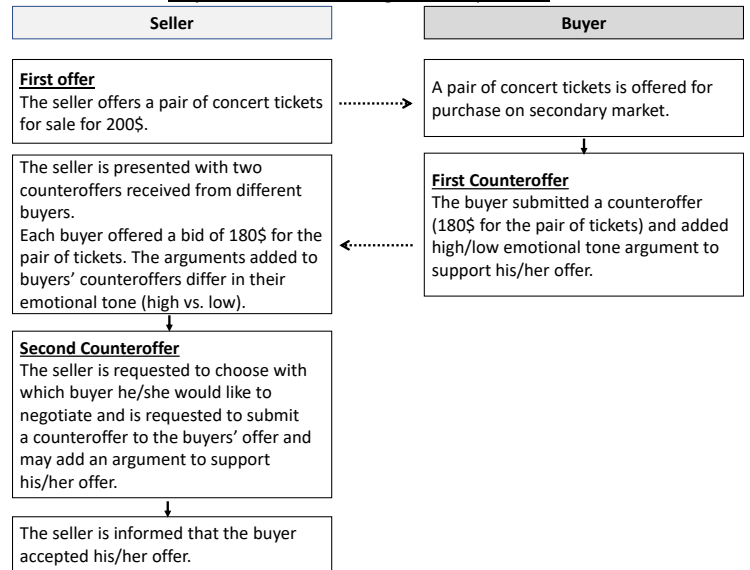 Seller
Buyer
First offer
The seller offers a pair of concert tickets
for sale for 200$.
A pair of concert tickets is offered for
purchase on secondary market.
The seller is presented with two
counteroffers received from different
buyers.
Each buyer offered a bid of 180$ for the
pair of tickets. The arguments added to
buyers’ counteroffers differ in their
emotional tone (high vs. low).
First Counteroffer
The buyer submitted a counteroffer
(180$ for the pair of tickets) and added
high/low emotional tone argument to
support his/her offer.
Second Counteroffer
The seller is requested to choose with
which buyer he/she would like to
negotiate and is requested to submit
a counteroffer to the buyers’ offer and
may add an argument to support
his/her offer.
The seller is informed that the buyer
accepted his/her offer.